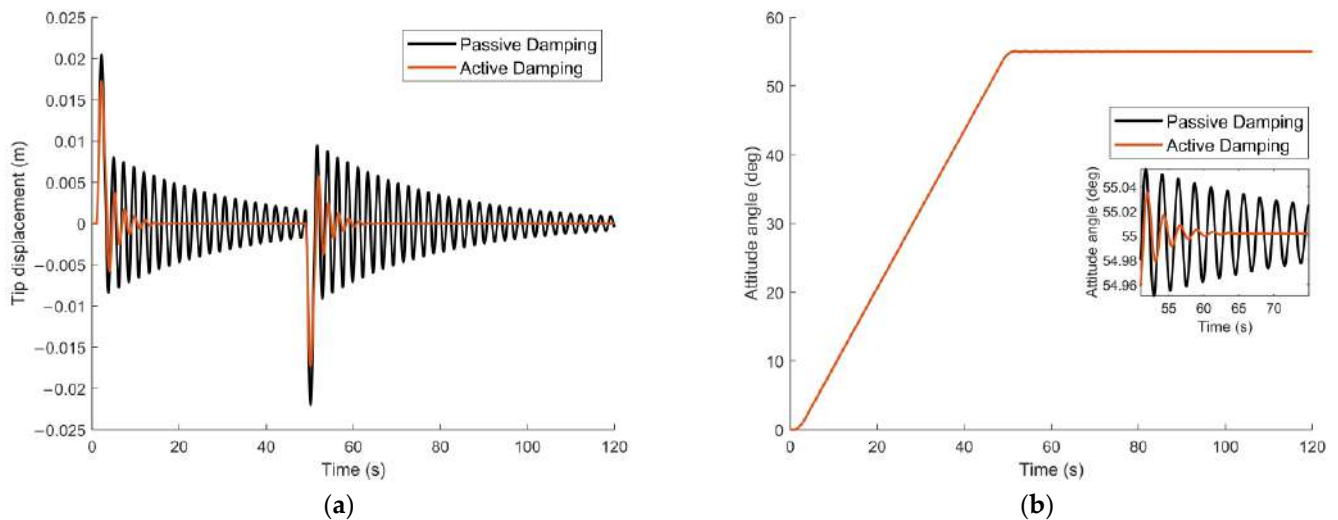 0.025
0.02
0.015
0.01
0.005
0
−0.005
−0.01
−0.015
−0.02
−0.025
Tip displacement (m)
Passive Damping
Active Damping
0 20 40 60 80 100 120
Time (s)
(a)
60
50
40
30
20
10
0
Attitude angle (deg)
Passive Damping
Active Damping
55.04
55.02
55
54.98
54.96
Attitude angle (deg)
55 60 65 70
Time (s)
0 20 40 60 80 100 120
Time (s)
(b)